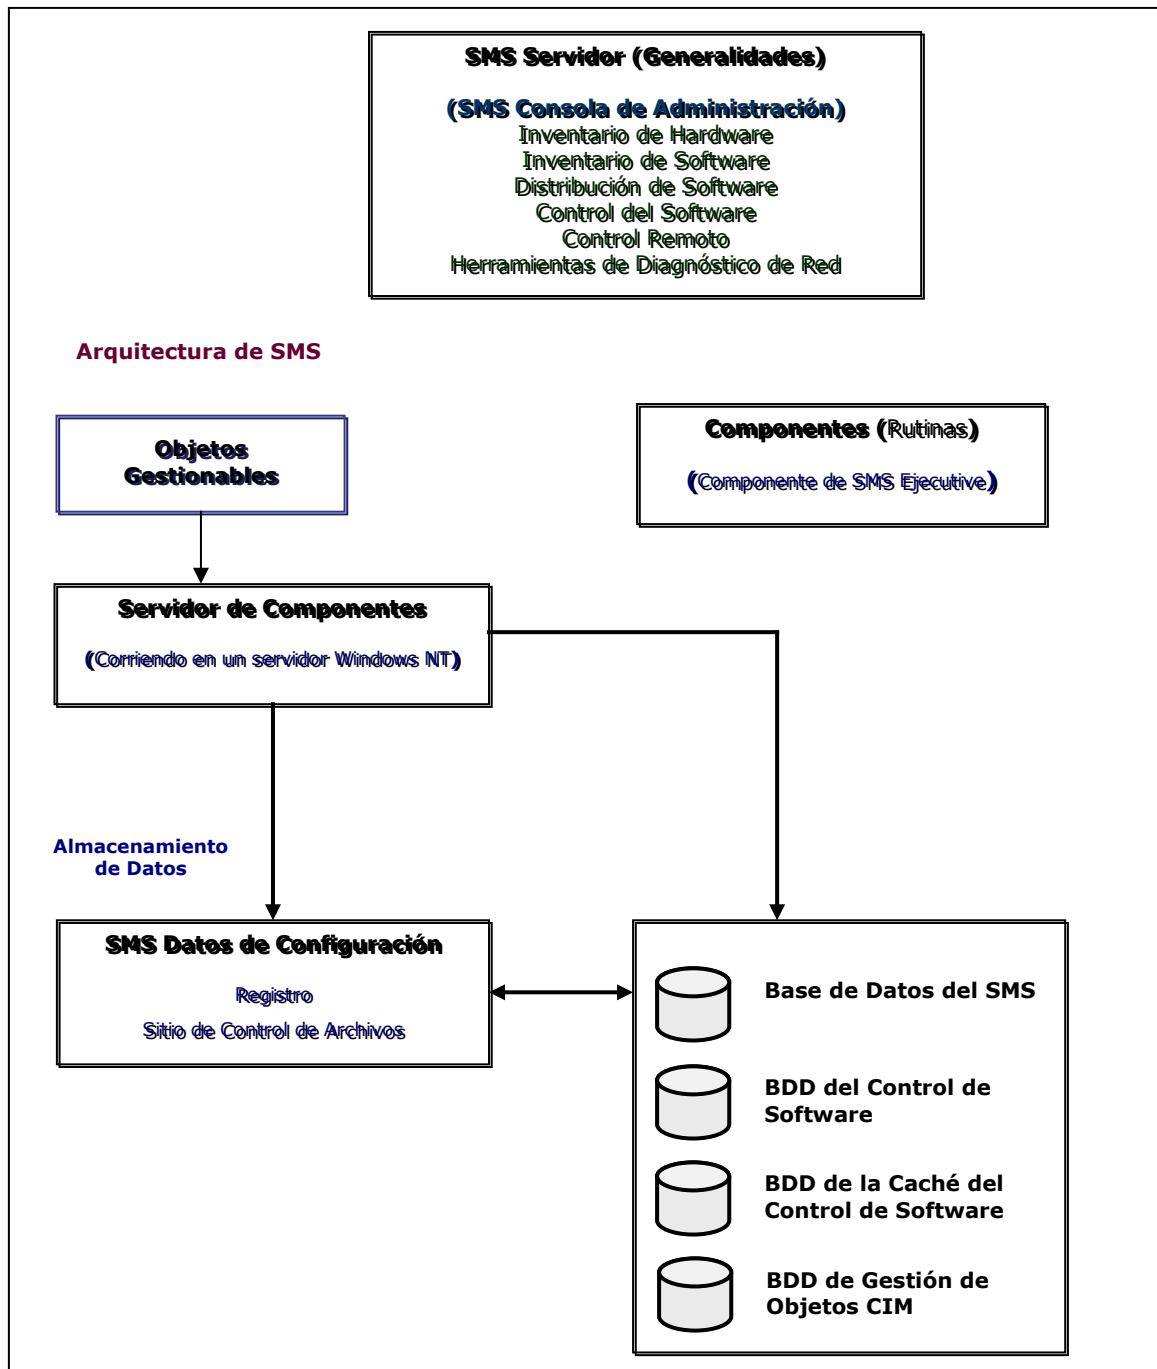 SMS Servidor (Generalidades)
(SMS Consola de Administración)
Inventario de Hardware
Inventario de Software
Distribución de Software
Control del Software
Control Remoto
Herramientas de Diagnóstico de Red
Arquitectura de SMS
Objetos
Gestionables
Componentes (Rutinas)
(Componente de SMS Ejecutive)
Servidor de Componentes
(Corriendo en un servidor Windows NT)
Almacenamiento
de Datos
SMS Datos de Configuración
Registro
Sitio de Control de Archivos
Base de Datos del SMS
BDD del Control de
Software
BDD de la Caché del
Control de Software
BDD de Gestión de
Objetos CIM